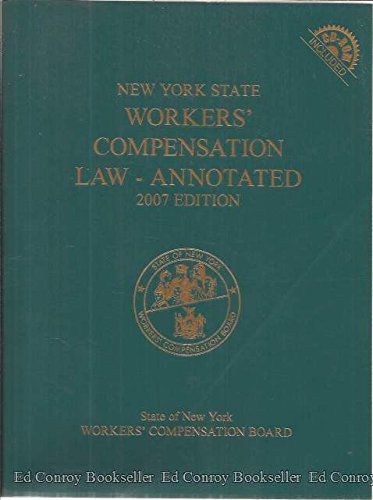 CD-ROM
INCLUDED
NEW YORK STATE
WORKERS'
COMPENSATION
LAW - ANNOTATED
2007 EDITION
STATE OF NEW YORK
WORKERS' COMPENSATION BOARD
State of New York
WORKERS' COMPENSATION BOARD
Ed Conroy Bookseller Ed Conroy Bookseller Ed Conroy